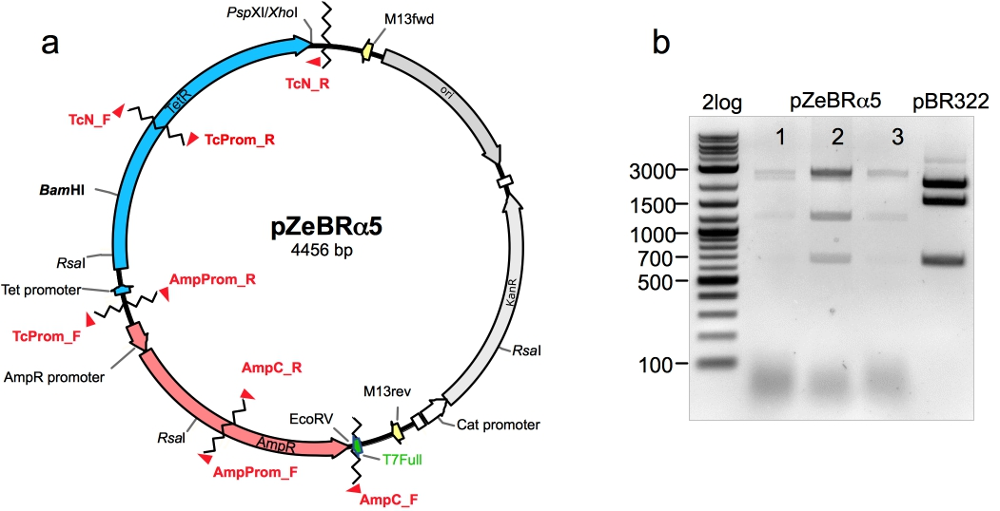 a
PspXI/XhoI
M13fwd
TcN_R
ori
TetR
TcN_F
TcProm_R
BamHI
pZeBRα5
4456 bp
RsaI
Tet promoter
AmpProm_R
KanR
TcProm_F
RsaI
AmpR promoter
AmpC_R
M13rev
EcoRV
Cat promoter
RsaI
AmpR
T7Full
AmpProm_F
AmpC_F
b
2log
pZeBRα5
pBR322
1 2 3
3000
1500
1000
700
500
100